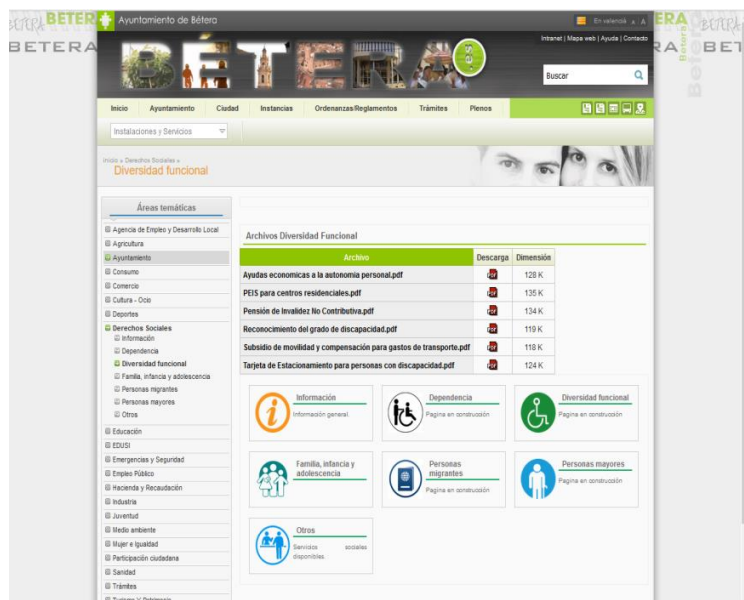 BETER
BETERA
Ayuntamiento de Bétera
En valencià
A A
Intranet | Mapa web | Ayuda | Contacto
BÉTERA.es
Buscar
Inicio Ayuntamiento Ciudad Instancias Ordenanzas/Reglamentos Trámites Plenos
Instalaciones y Servicios
Inicio » Derechos Sociales »
Diversidad funcional
Áreas temáticas
Agencia de Empleo y Desarrollo Local
Agricultura
Ayuntamiento
Consumo
Comercio
Cultura - Ocio
Deportes
Derechos Sociales
Información
Dependencia
Diversidad funcional
Familia, infancia y adolescencia
Personas migrantes
Personas mayores
Otros
Educación
EDUSI
Emergencias y Seguridad
Empleo Público
Hacienda y Recaudación
Industria
Juventud
Medio ambiente
Mujer e Igualdad
Participación ciudadana
Sanidad
Trámites
Turismo Y Patrimonio
Archivos Diversidad Funcional
Archivo Descarga Dimensión
Ayudas economicas a la autonomia personal.pdf 128 K
PEIS para centros residenciales.pdf 135 K
Pensión de Invalidez No Contributiva.pdf 134 K
Reconocimiento del grado de discapacidad.pdf 119 K
Subsidio de movilidad y compensación para gastos de transporte.pdf 118 K
Tarjeta de Estacionamiento para personas con discapacidad.pdf 124 K
Información
Información general.
Dependencia
Pagina en construcción
Diversidad funcional
Pagina en construcción
Familia, infancia y
adolescencia
Personas
migrantes
Pagina en construcción
Personas mayores
Pagina en construcción
Otros
Servicios sociales
disponibles.
ERA
RA
BET
Betera